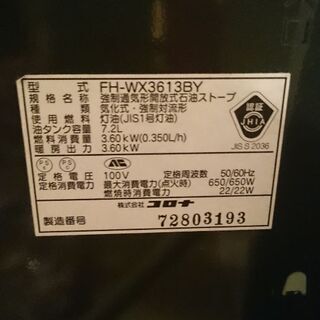 型式 FH-WX3613BY
規格名称 強制通気形開放式石油ストーブ
種類 気化式・強制対流形
使用燃料 灯油(JIS1号灯油)
油タンク容量 7.2L
燃料消費量 3.60kW(0.350L/h)
暖房出力 3.60kW
認証
JHIA
JIS S 2036
PSC PSE
定格電圧 100V 定格周波数 50/60Hz
定格消費電力 最大消費電力(点火時) 650/650W
燃焼時消費電力 22/22W
株式会社コロナ
製造番号 72803193